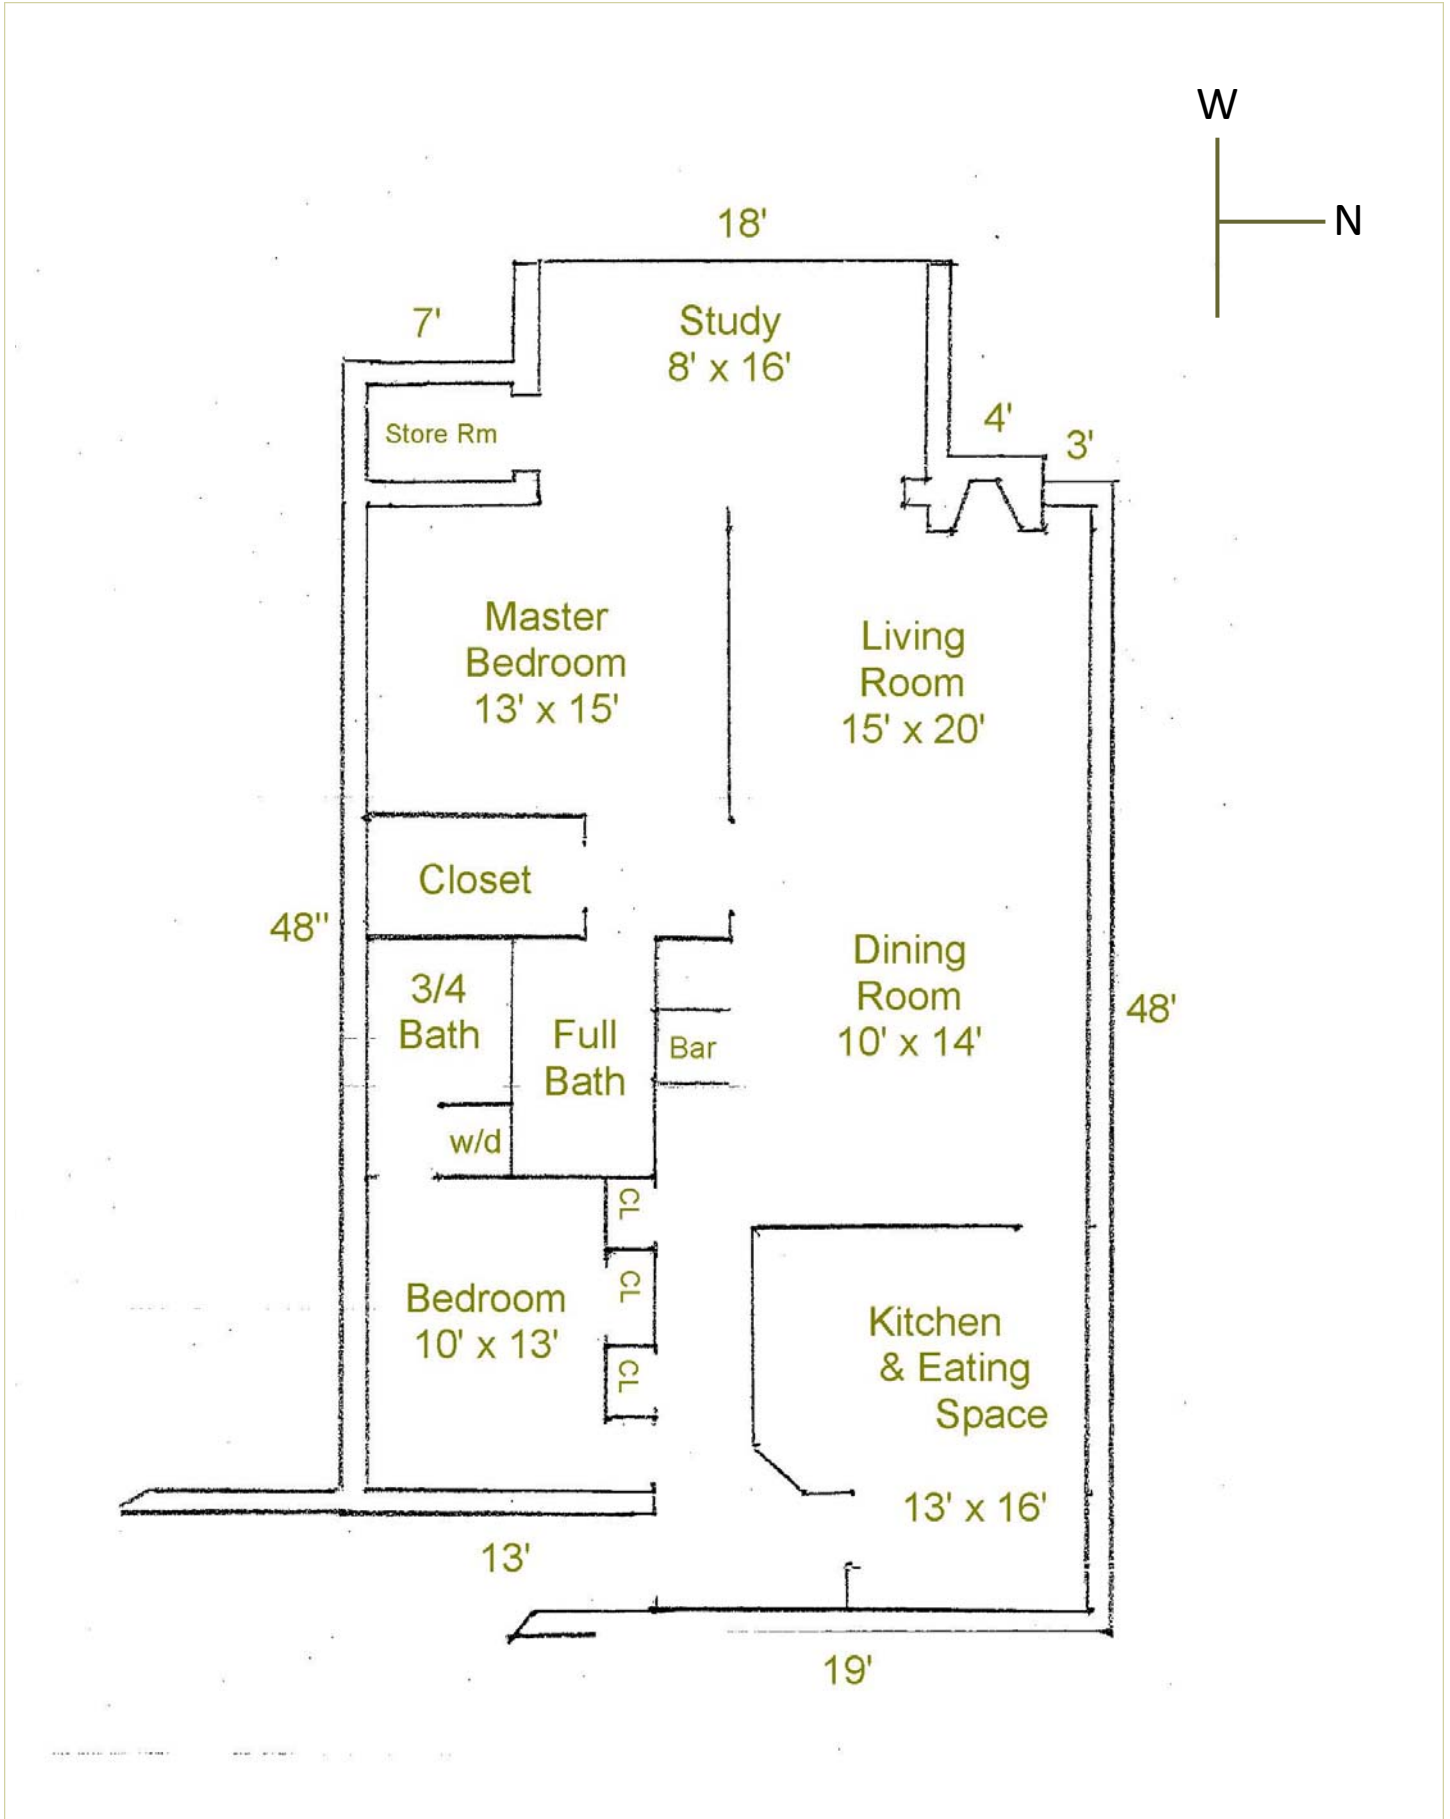 W
N
18'
7'
Study
8' x 16'
4'
3'
Store Rm
Master
Bedroom
13' x 15'
Living
Room
15' x 20'
Closet
48"
Dining
Room
10' x 14'
3/4
Bath
48'
Full
Bath
Bar
w/d
CL
CL
CL
Bedroom
10' x 13'
Kitchen
& Eating
Space
13' x 16'
13'
19'